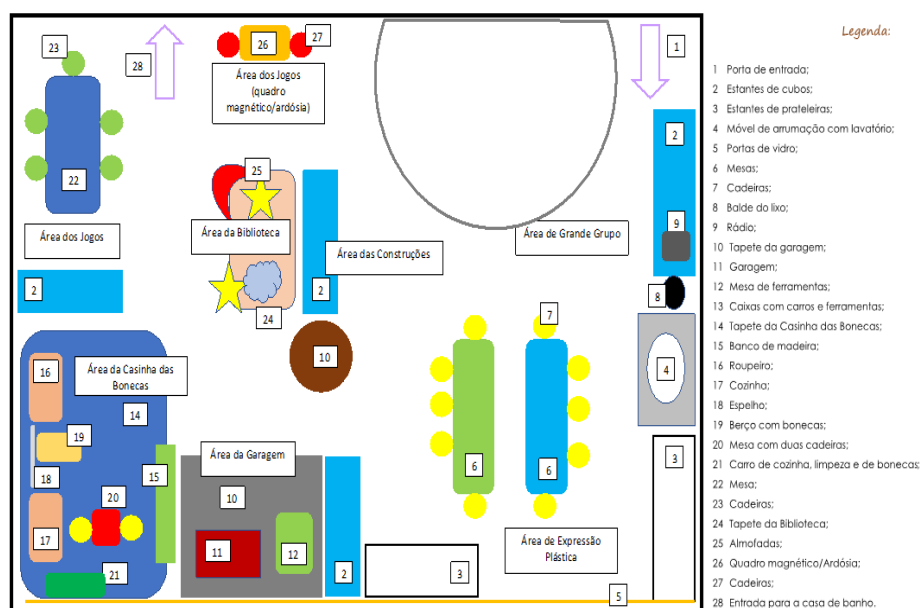 23
28
26
27
1
Área dos Jogos
(quadro
magnético/ardósia)
2
25
22
Área da Biblioteca
Área dos Jogos
Área das Construções
Área de Grande Grupo
9
2
2
8
24
7
10
16
Área da Casinha das
Bonecas
4
14
19
15
Área da Garagem
18
6
6
3
20
10
17
11
12
Área de Expressão
Plástica
21
2
3
5
Legenda:
1 Porta de entrada;
2 Estantes de cubos;
3 Estantes de prateleiras;
4 Móvel de arrumação com lavatório;
5 Portas de vidro;
6 Mesas;
7 Cadeiras;
8 Balde do lixo;
9 Rádio;
10 Tapete da garagem;
11 Garagem;
12 Mesa de ferramentas;
13 Caixas com carros e ferramentas;
14 Tapete da Casinha das Bonecas;
15 Banco de madeira;
16 Roupeiro;
17 Cozinha;
18 Espelho;
19 Berço com bonecas;
20 Mesa com duas cadeiras;
21 Carro de cozinha, limpeza e de bonecas;
22 Mesa;
23 Cadeiras;
24 Tapete da Biblioteca;
25 Almofadas;
26 Quadro magnético/Ardósia;
27 Cadeiras;
28 Entrada para a casa de banho.